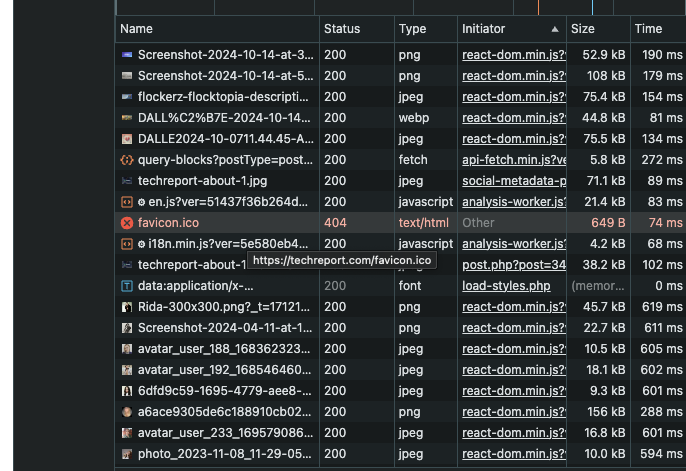 Name Status Type Initiator Size Time
Screenshot-2024-10-14-at-3... 200 png react-dom.min.js? 52.9 kB 190 ms
Screenshot-2024-10-14-at-5... 200 png react-dom.min.js? 108 kB 179 ms
flockerz-flocktopia-descripti... 200 jpeg react-dom.min.js? 75.4 kB 154 ms
DALL%C2%B7E-2024-10-14... 200 webp react-dom.min.js? 44.8 kB 81 ms
DALLE2024-10-0711.44.45-A... 200 jpeg react-dom.min.js? 75.5 kB 134 ms
query-blocks?postType=post... 200 fetch api-fetch.min.js?ve 5.8 kB 272 ms
techreport-about-1.jpg 200 jpeg social-metadata-p 71.1 kB 89 ms
en.js?ver=51437f36b264d... 200 javascript analysis-worker.js? 21.4 kB 83 ms
favicon.ico 404 text/html Other 649 B 74 ms
i18n.min.js?ver=5e580eb4... 200 javascript analysis-worker.js? 4.2 kB 68 ms
https://techreport.com/favicon.ico
techreport-about-1 post.php?post=34 38.2 kB 102 ms
data:application/x-... 200 font load-styles.php (memor... 0 ms
Rida-300x300.png?_t=17121... 200 png react-dom.min.js? 45.7 kB 619 ms
Screenshot-2024-04-11-at-1... 200 png react-dom.min.js? 22.7 kB 611 ms
avatar_user_188_168362323... 200 jpeg react-dom.min.js? 10.5 kB 605 ms
avatar_user_192_168546460... 200 jpeg react-dom.min.js? 18.1 kB 602 ms
6dfd9c59-1695-4779-aee8-... 200 jpeg react-dom.min.js? 9.3 kB 601 ms
a6ace9305de6c188910cb02... 200 png react-dom.min.js? 156 kB 288 ms
avatar_user_233_169579086... 200 jpeg react-dom.min.js? 16.8 kB 601 ms
photo_2023-11-08_11-29-05... 200 jpeg react-dom.min.js? 10.0 kB 594 ms